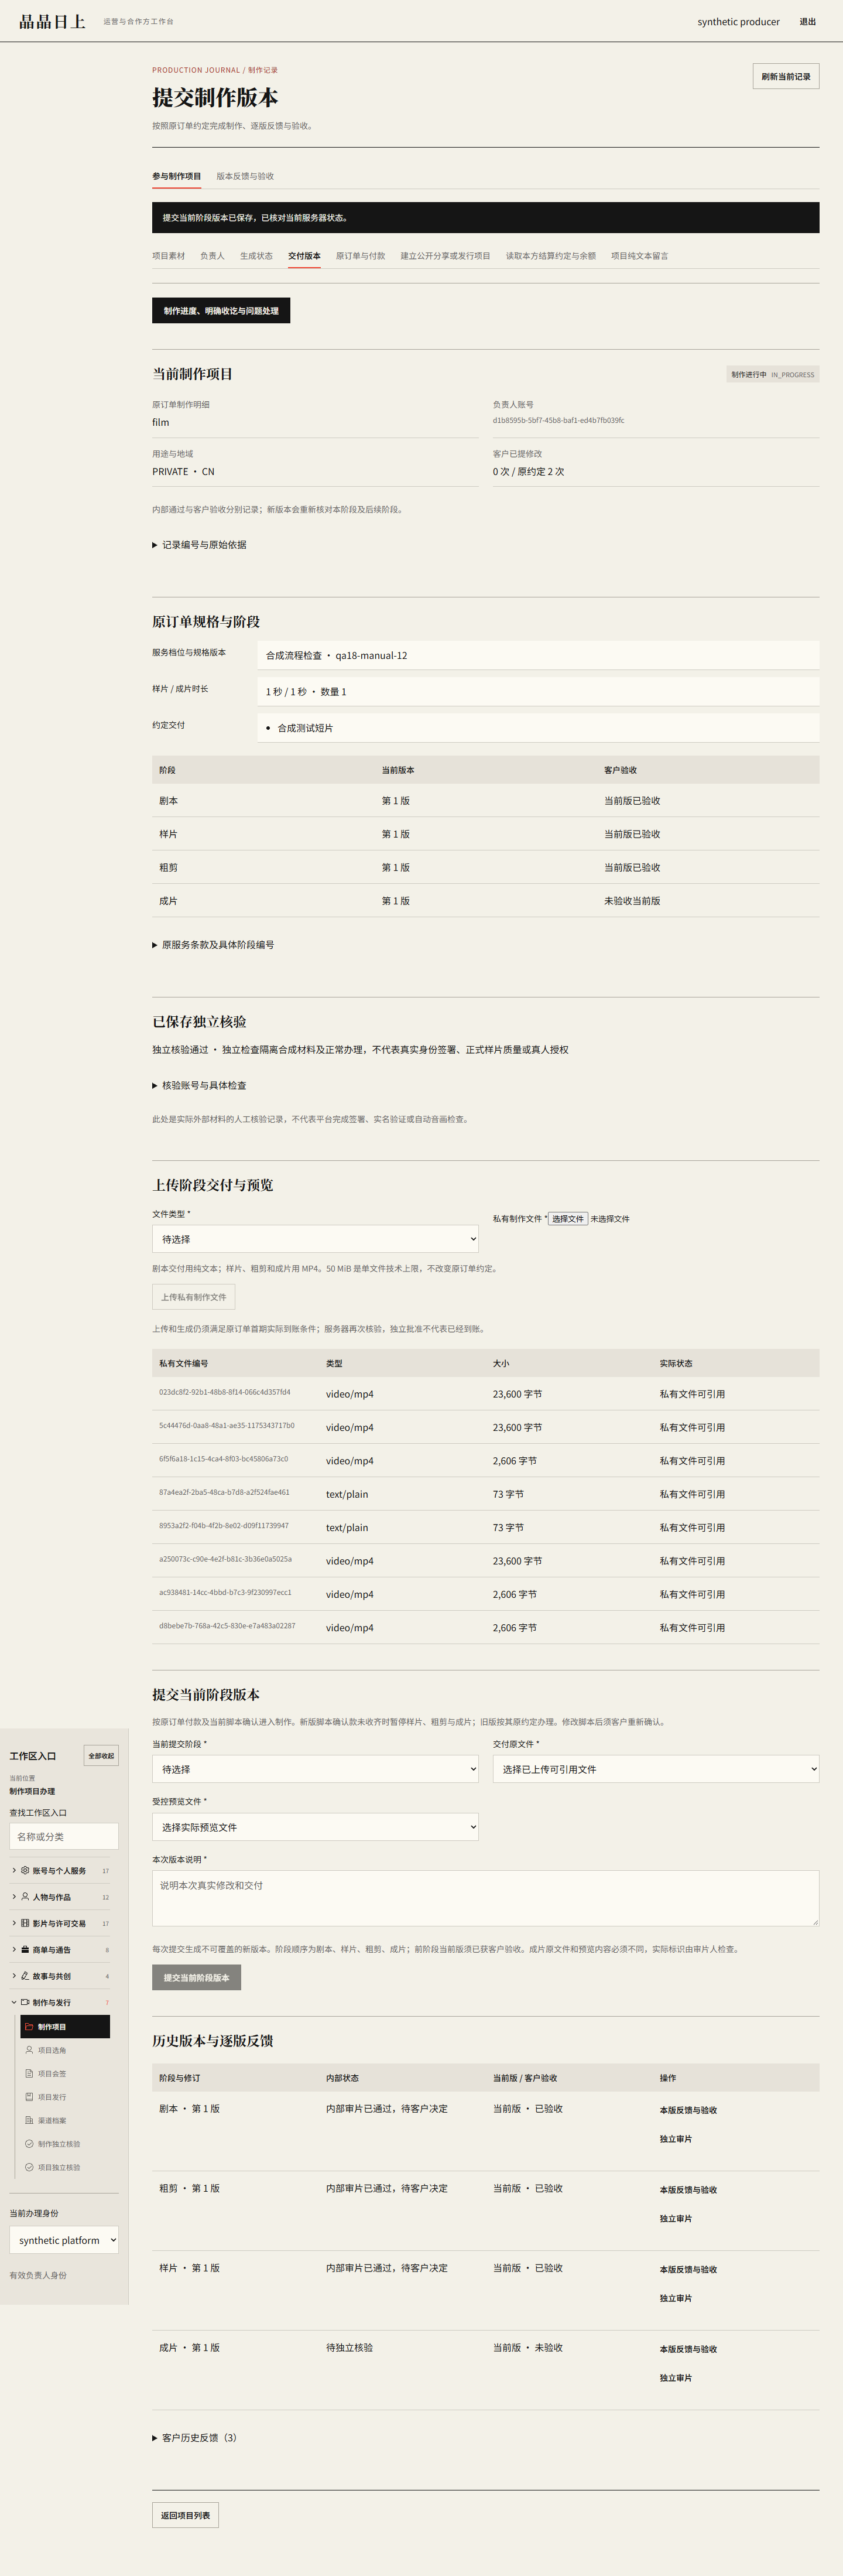 晶晶日上
运营与合作方工作台
synthetic producer
退出
PRODUCTION JOURNAL / 制作记录
提交制作版本
刷新当前记录
按照原订单约定完成制作、逐版反馈与验收。
参与制作项目
版本反馈与验收
提交当前阶段版本已保存，已核对当前服务器状态。
项目素材
负责人
生成状态
交付版本
原订单与付款
建立公开分享或发行项目
读取本方结算约定与余额
项目纯文本留言
制作进度、明确收讫与问题处理
当前制作项目
制作进行中 IN_PROGRESS
原订单制作明细
film
负责人账号
d1b8595b-5bf7-45b8-baf1-ed4b7fb039fc
用途与地域
PRIVATE · CN
客户已提修改
0 次 / 原约定 2 次
内部通过与客户验收分别记录；新版本会重新核对本阶段及后续阶段。
记录编号与原始依据
原订单规格与阶段
服务档位与规格版本
合成流程检查 · qa18-manual-12
样片 / 成片时长
1 秒 / 1 秒 · 数量 1
约定交付
• 合成测试短片
阶段 当前版本 客户验收
剧本 第 1 版 当前版已验收
样片 第 1 版 当前版已验收
粗剪 第 1 版 当前版已验收
成片 第 1 版 未验收当前版
原服务条款及具体阶段编号
已保存独立核验
独立核验通过 · 独立检查隔离合成材料及正常办理，不代表真实身份签署、正式样片质量或真人授权
核验账号与具体检查
此处是实际外部材料的人工核验记录，不代表平台完成签署、实名验证或自动音画检查。
上传阶段交付与预览
文件类型 *
待选择
私有制作文件 * 选择文件 未选择文件
剧本交付用纯文本；样片、粗剪和成片用 MP4。50 MiB 是单文件技术上限，不改变原订单约定。
上传私有制作文件
上传和生成仍须满足原订单首期实际到账条件；服务器再次核验，独立批准不代表已经到账。
私有文件编号 类型 大小 实际状态
023dc8f2-92b1-48b8-8f14-066c4d357fd4 video/mp4 23,600 字节 私有文件可引用
5c44476d-0aa8-48a1-ae35-1175343717b0 video/mp4 23,600 字节 私有文件可引用
6f5f6a18-1c15-4ca4-8f03-bc45806a73c0 video/mp4 2,606 字节 私有文件可引用
87a4ea2f-2ba5-48ca-b7d8-a2f524fae461 text/plain 73 字节 私有文件可引用
8953a2f2-f04b-4f2b-8e02-d09f11739947 text/plain 73 字节 私有文件可引用
a250073c-c90e-4e2f-b81c-3b36e0a5025a video/mp4 23,600 字节 私有文件可引用
ac938481-14cc-4bbd-b7c3-9f230997ecc1 video/mp4 2,606 字节 私有文件可引用
d8bebe7b-768a-42c5-830e-e7a483a02287 video/mp4 2,606 字节 私有文件可引用
提交当前阶段版本
按原订单付款及当前脚本确认进入制作。新版脚本确认款未收齐时暂停样片、粗剪与成片；旧版按其原约定办理。修改脚本后须客户重新确认。
当前提交阶段 *
待选择
交付原文件 *
选择已上传可引用文件
受控预览文件 *
选择实际预览文件
本次版本说明 *
说明本次真实修改和交付
每次提交生成不可覆盖的新版本。阶段顺序为剧本、样片、粗剪、成片；前阶段当前版须已获客户验收。成片原文件和预览内容必须不同，实际标识由审片人检查。
提交当前阶段版本
历史版本与逐版反馈
阶段与修订 内部状态 当前版 / 客户验收 操作
剧本 · 第 1 版 内部审片已通过，待客户决定 当前版 · 已验收 本版反馈与验收
独立审片
粗剪 · 第 1 版 内部审片已通过，待客户决定 当前版 · 已验收 本版反馈与验收
独立审片
样片 · 第 1 版 内部审片已通过，待客户决定 当前版 · 已验收 本版反馈与验收
独立审片
成片 · 第 1 版 待独立核验 当前版 · 未验收 本版反馈与验收
独立审片
客户历史反馈（3）
返回项目列表
工作区入口
全部收起
当前位置
制作项目办理
查找工作区入口
名称或分类
账号与个人服务 17
人物与作品 12
影片与许可交易 17
商单与通告 8
故事与共创 4
制作与发行 7
制作项目
项目选角
项目会签
项目发行
渠道档案
制作独立核验
项目独立核验
当前办理身份
synthetic platform
有效负责人身份